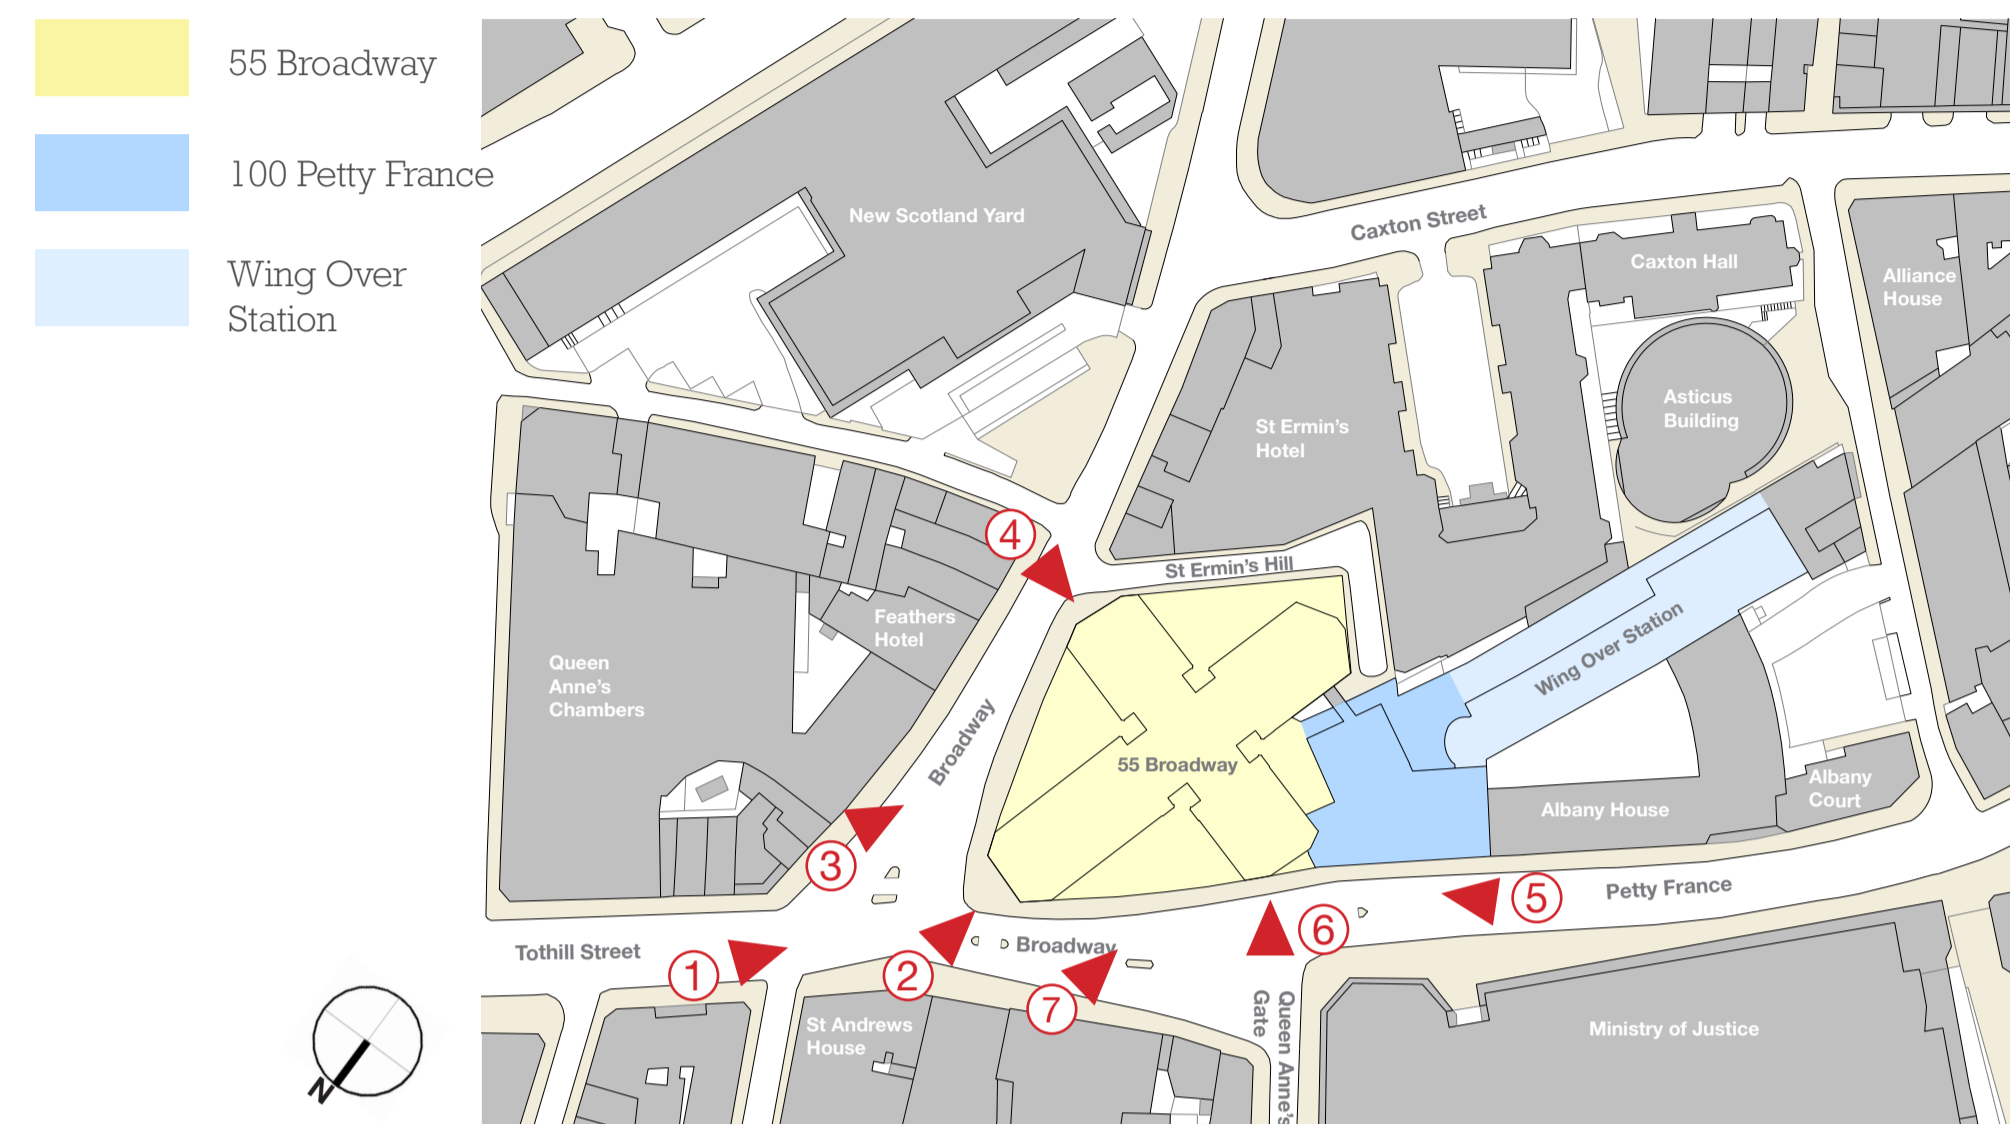 55 Broadway
100 Petty France
Wing Over
Station
New Scotland Yard
Caxton Street
Caxton Hall
Alliance
House
Asticus
Building
St Ermin's
Hotel
4
St Ermin's Hill
Feathers
Hotel
Queen
Anne's
Chambers
Wing Over Station
Broadway
55 Broadway
Albany
Court
Albany House
3
5
Petty France
6
Tothill Street
Broadway
1
2
7
Queen Anne's
Gate
St Andrews
House
Ministry of Justice
N